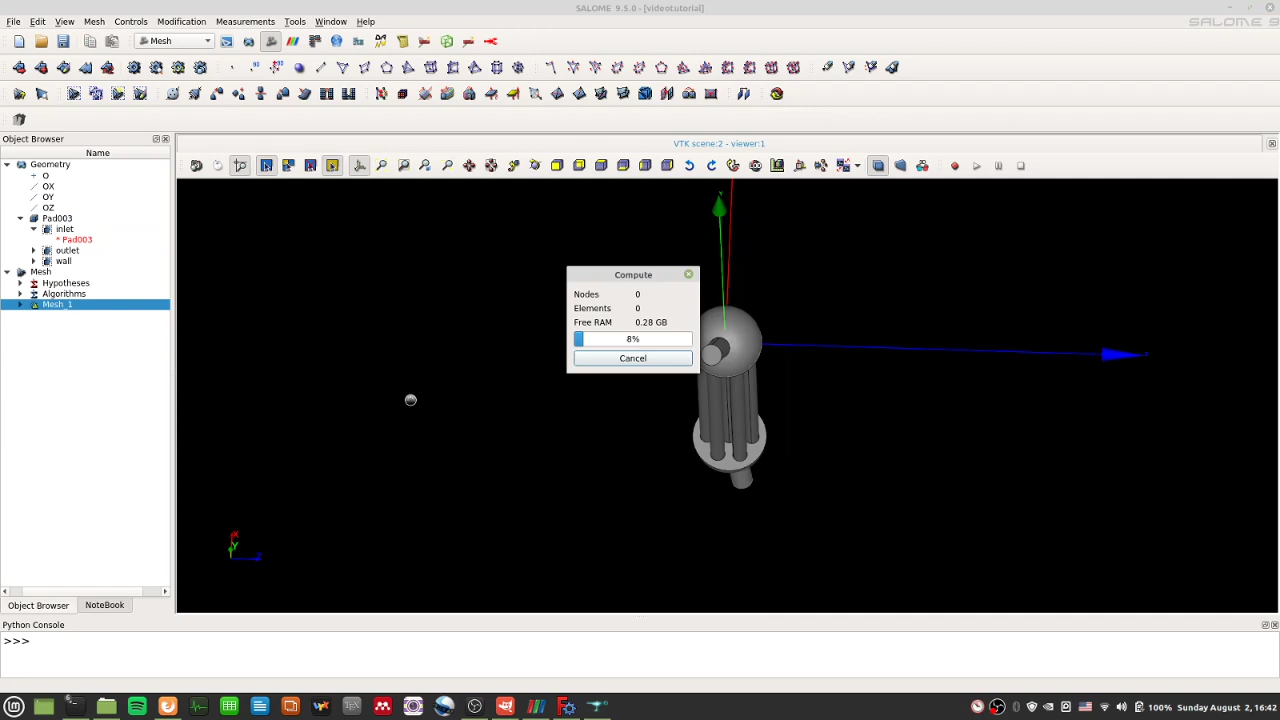 SALOME 9.5.0 - [videotutorial]
File Edit View Mesh Controls Modification Measurements Tools Window Help
SALOME 9
Mesh
Object Browser
VTK scene:2 - viewer:1
Name
Geometry
O
OX
OY
OZ
Pad003
inlet
* Pad003
outlet
wall
Mesh
Hypotheses
Algorithms
Mesh_1
Compute
Nodes 0
Elements 0
Free RAM 0.28 GB
8%
Cancel
Y
Z
X
Y
Z
Object Browser NoteBook
Python Console
>>>
6 100% Sunday August 2, 16:42